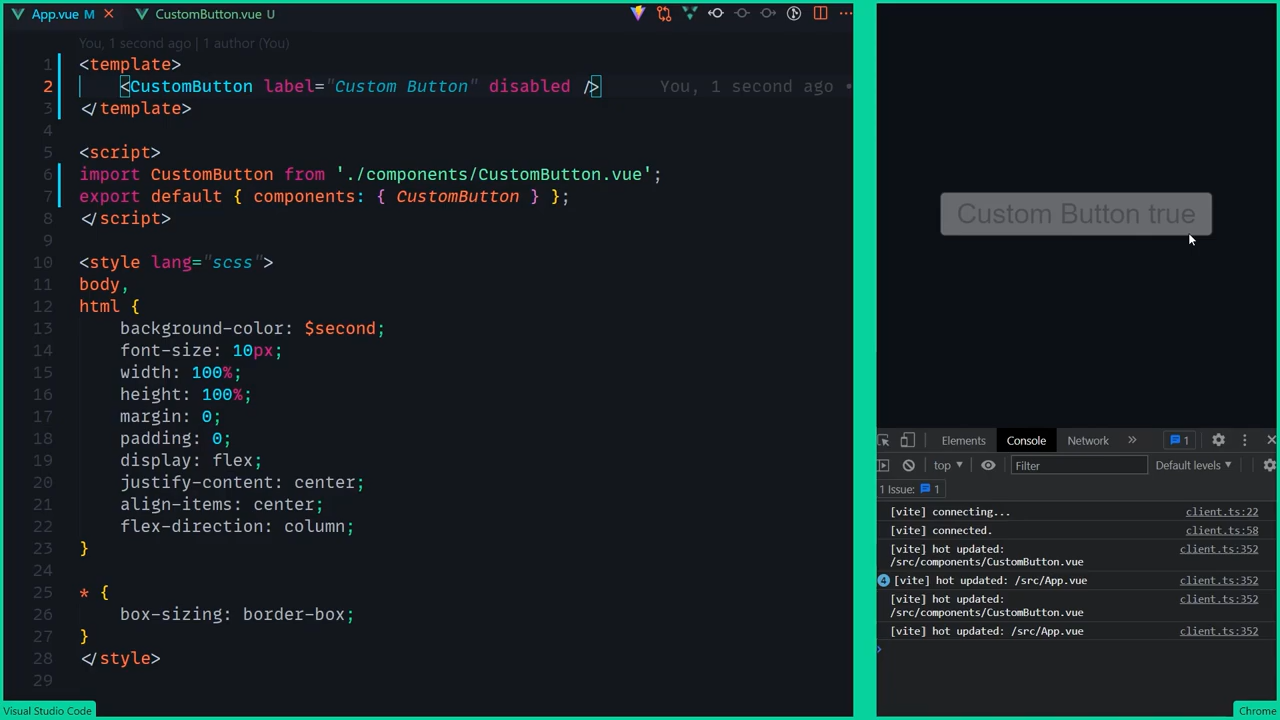 App.vue M
CustomButton.vue U
You, 1 second ago | 1 author (You)
1 <template>
2 <CustomButton label="Custom Button" disabled /> You, 1 second ago •
3 </template>
4
5 <script>
6 import CustomButton from './components/CustomButton.vue';
7 export default { components: { CustomButton } };
8 </script>
9
10 <style lang="scss">
11 body,
12 html {
13 background-color: $second;
14 font-size: 10px;
15 width: 100%;
16 height: 100%;
17 margin: 0;
18 padding: 0;
19 display: flex;
20 justify-content: center;
21 align-items: center;
22 flex-direction: column;
23 }
24
25 * {
26 box-sizing: border-box;
27 }
28 </style>
29
Visual Studio Code
Custom Button true
Elements Console Network » 1
top Filter Default levels
1 Issue: 1
[vite] connecting... client.ts:22
[vite] connected. client.ts:58
[vite] hot updated: client.ts:352
/src/components/CustomButton.vue
4 [vite] hot updated: /src/App.vue client.ts:352
[vite] hot updated: client.ts:352
/src/components/CustomButton.vue
[vite] hot updated: /src/App.vue client.ts:352
Chrome